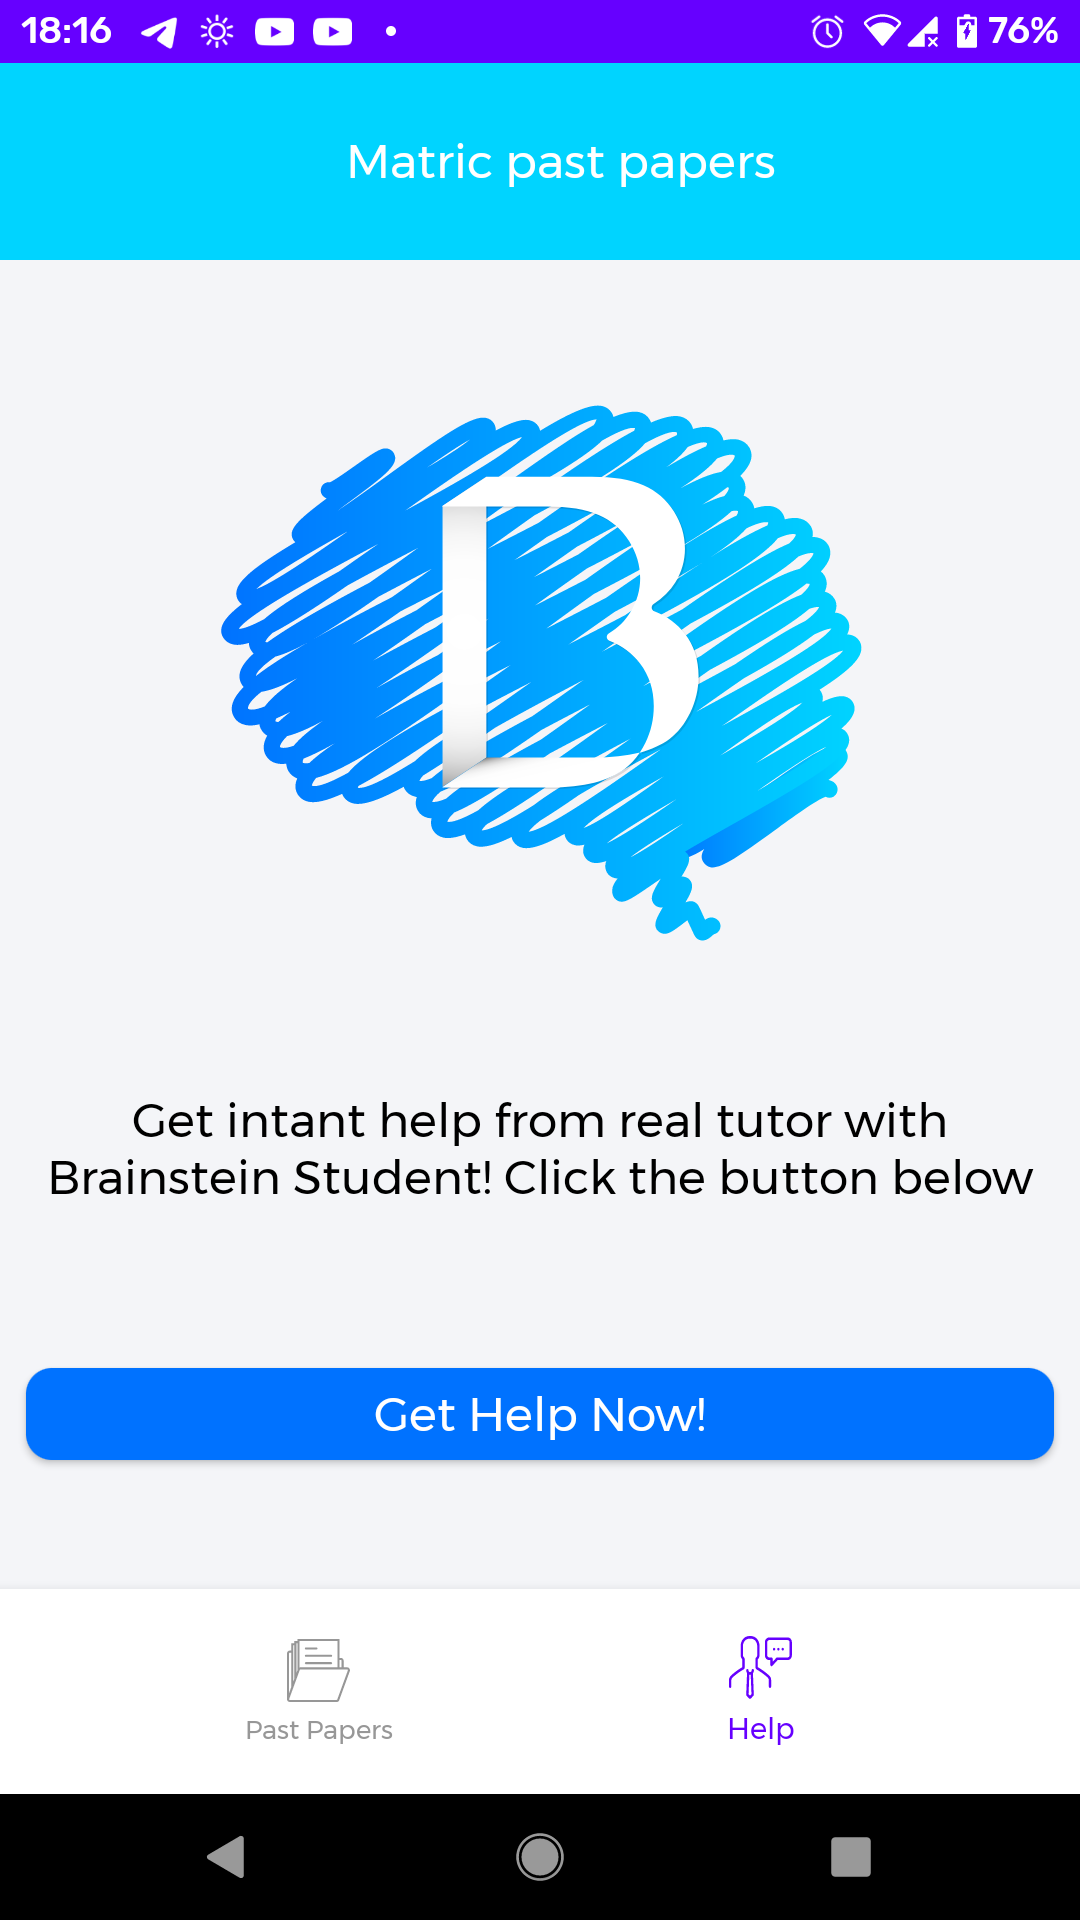 18:16 76%
Matric past papers
B
Get intant help from real tutor with
Brainstein Student! Click the button below
Get Help Now!
Past Papers Help